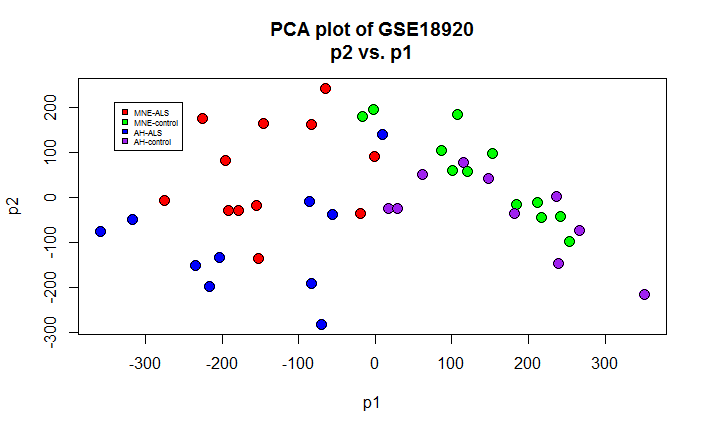 PCA plot of GSE18920
p2 vs. p1
MNE-ALS
MNE-control
AH-ALS
AH-control
p2
200
100
0
-100
-200
-300
-300 -200 -100 0 100 200 300
p1